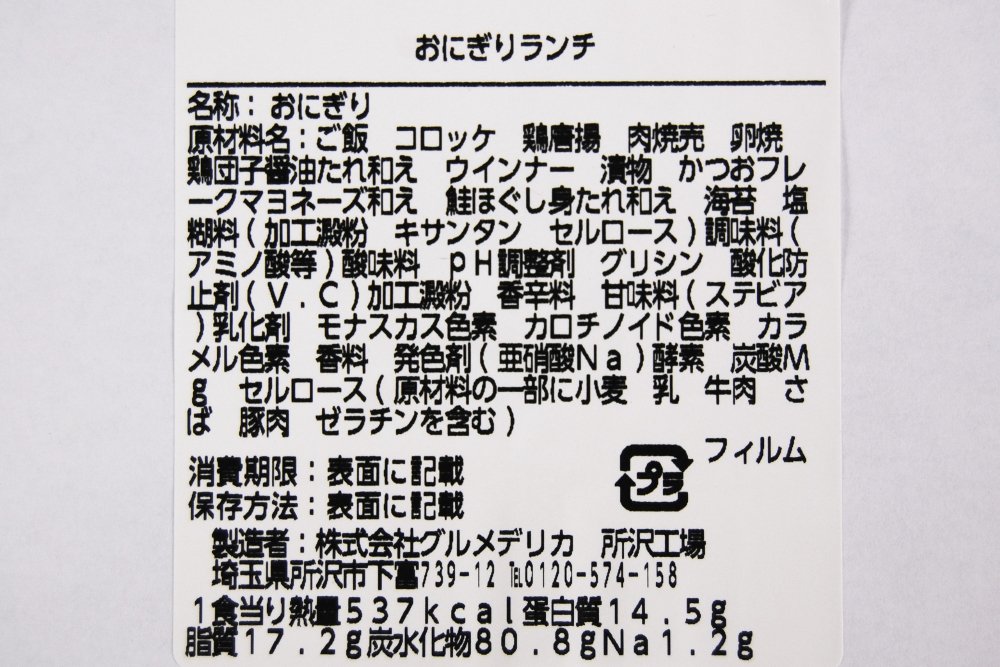 おにぎりランチ
名称：おにぎり
原材料名：ご飯　コロッケ　鶏唐揚　肉焼売　卵焼
鶏団子醤油たれ和え　ウインナー　漬物　かつおフレ
ークマヨネーズ和え　鮭ほぐし身たれ和え　海苔　塩
糊料(加工澱粉　キサンタン　セルロース)調味料(
アミノ酸等)酸味料　ｐＨ調整剤　グリシン　酸化防
止剤(Ｖ．Ｃ)加工澱粉　香辛料　甘味料(ステビア
)乳化剤　モナスカス色素　カロチノイド色素　カラ
メル色素　香料　発色剤(亜硝酸Ｎａ)酵素　炭酸Ｍ
ｇ　セルロース(原材料の一部に小麦　乳　牛肉　さ
ば　豚肉　ゼラチンを含む)
プラ フィルム
消費期限：表面に記載
保存方法：表面に記載
製造者：株式会社グルメデリカ　所沢工場
埼玉県所沢市下富739-12 ℡0120-574-158
１食当り熱量５３７ｋｃａｌ蛋白質１４．５ｇ
脂質１７．２ｇ炭水化物８０．８ｇＮａ１．２ｇ